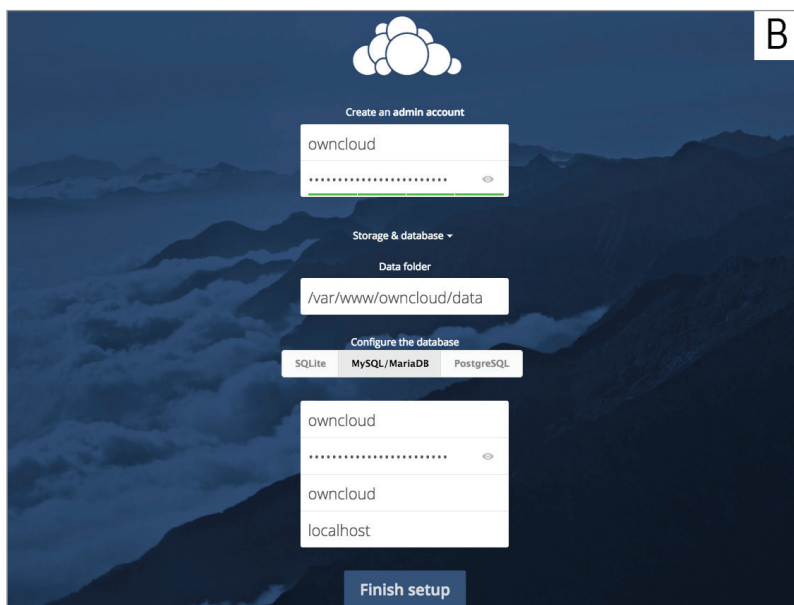 B
Create an admin account
owncloud
••••••••••••••••••••••••
Storage & database
Data folder
/var/www/owncloud/data
Configure the database
SQLite MySQL/MariaDB PostgreSQL
owncloud
••••••••••••••••••••••••
owncloud
localhost
Finish setup